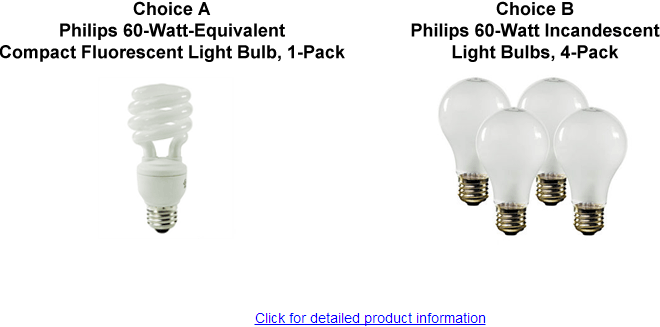 Choice A
Philips 60-Watt-Equivalent
Compact Fluorescent Light Bulb, 1-Pack
Choice B
Philips 60-Watt Incandescent
Light Bulbs, 4-Pack
Click for detailed product information